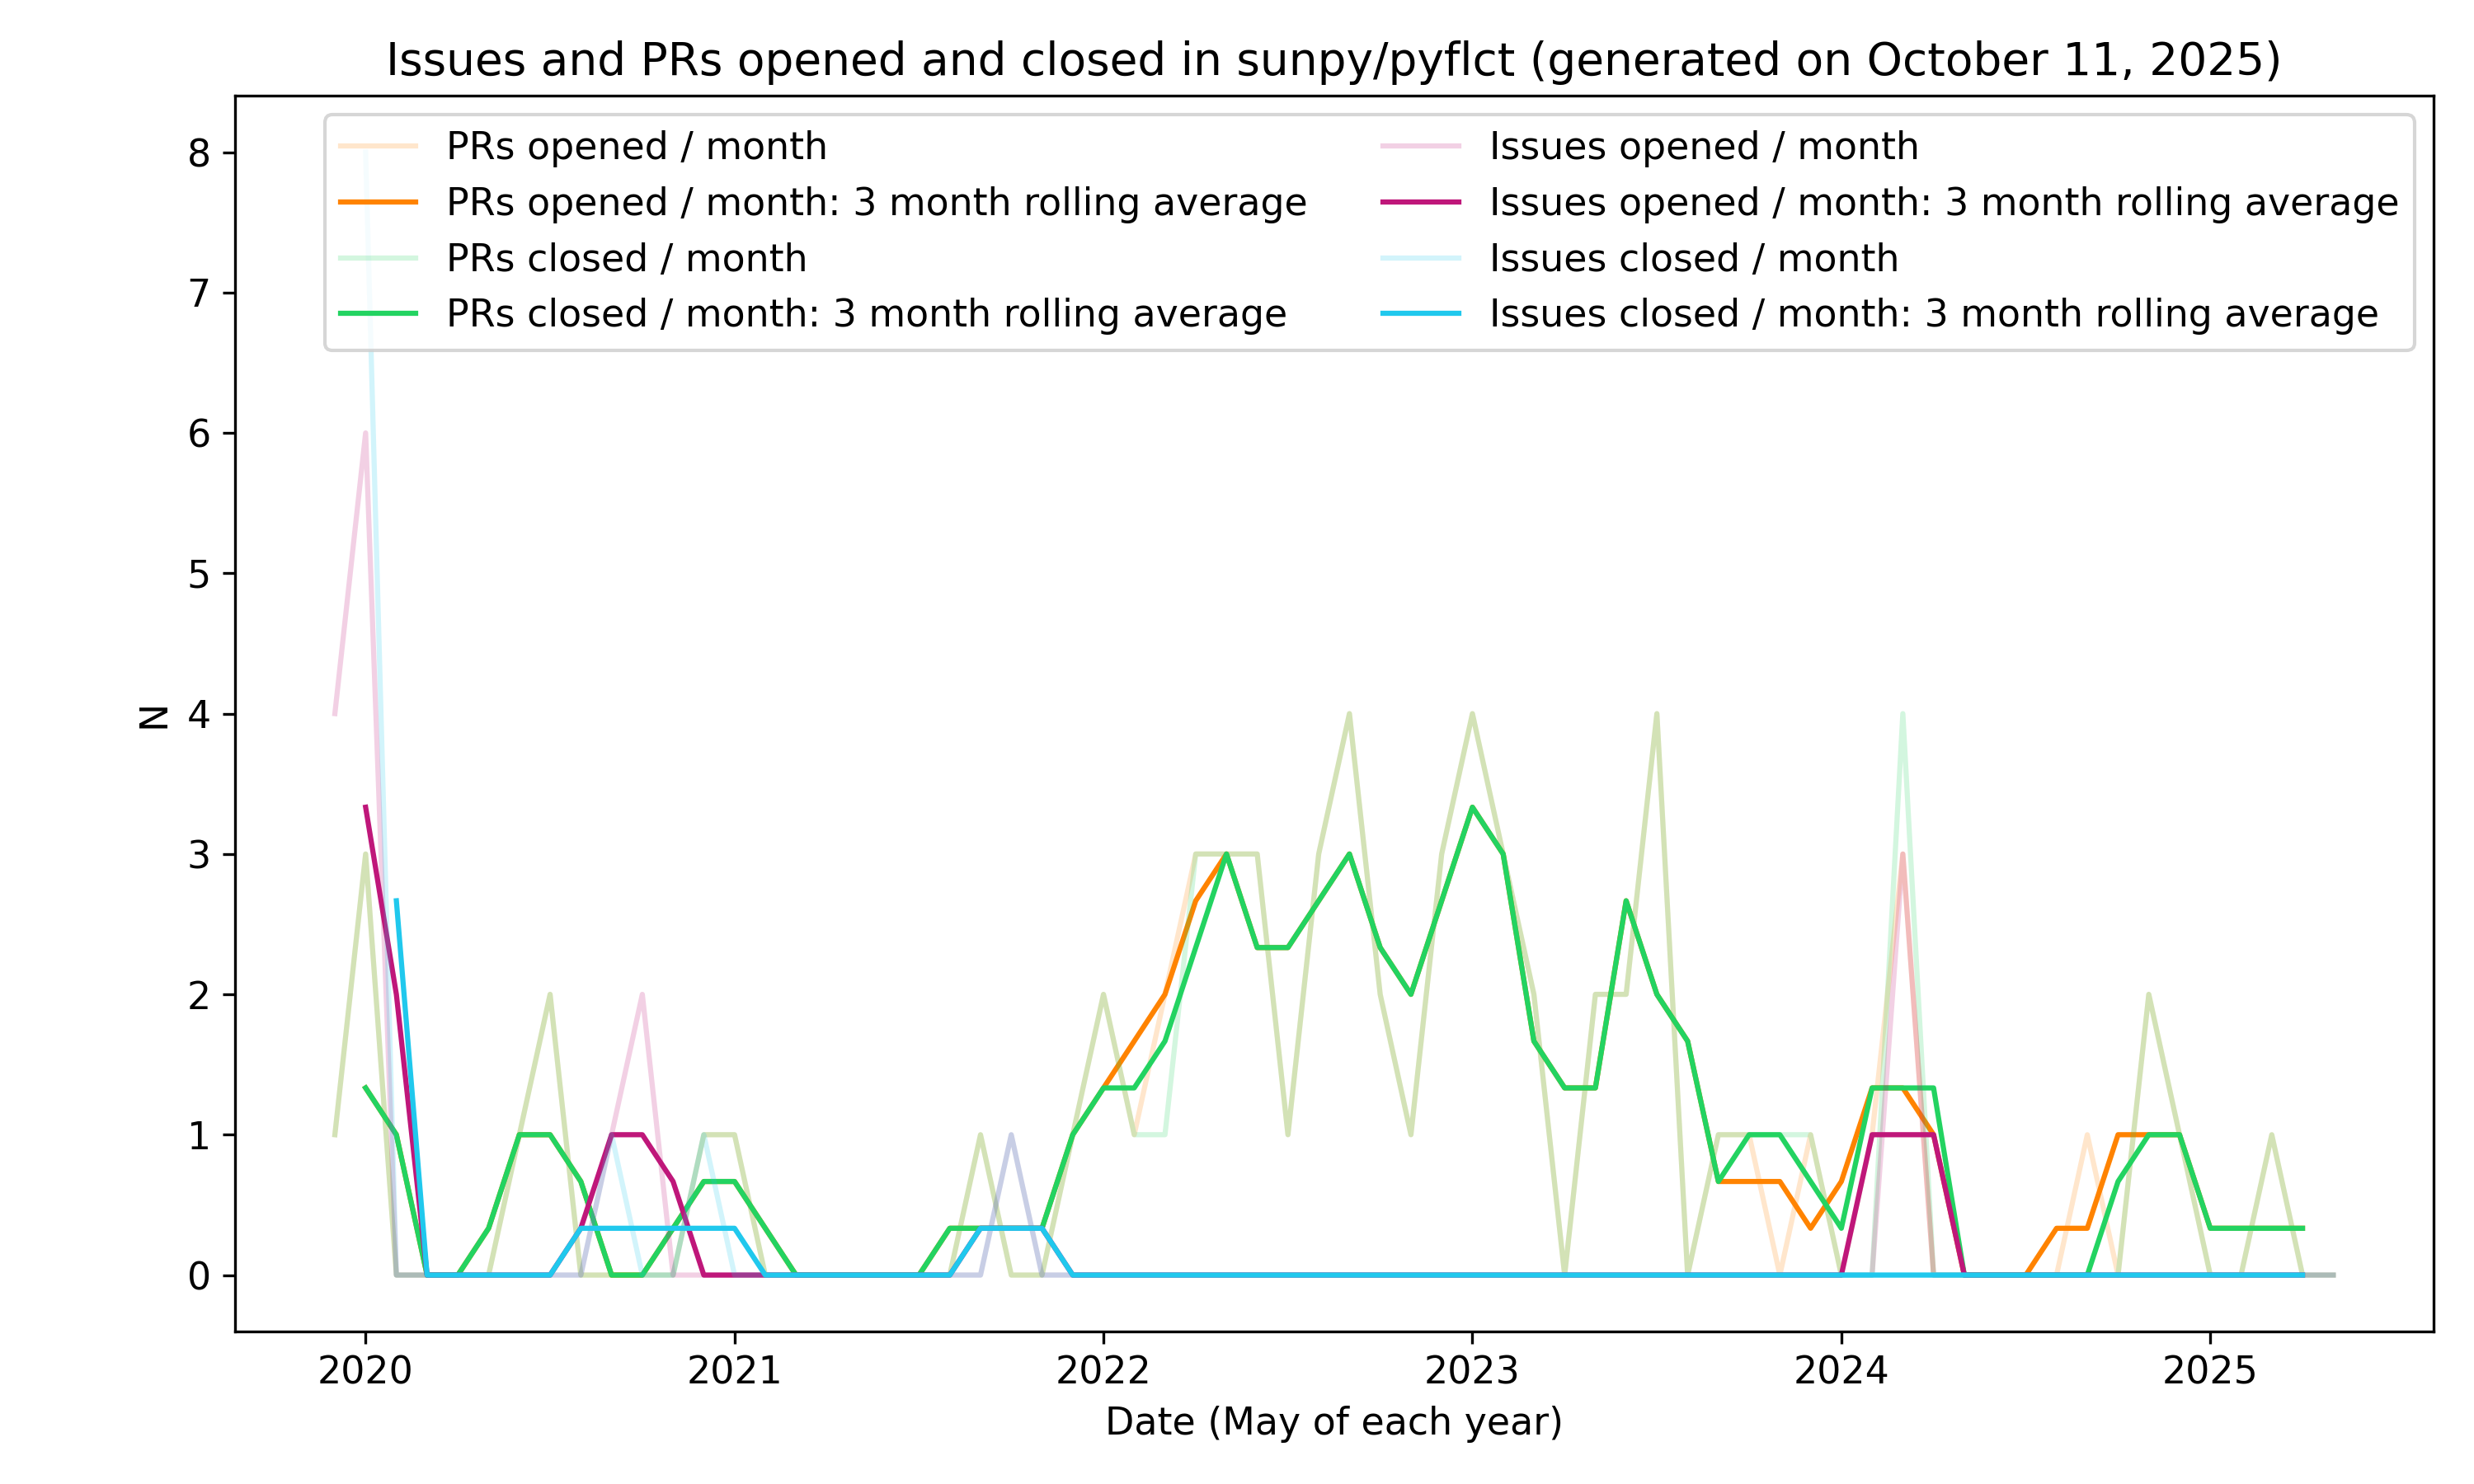 Issues and PRs opened and closed in sunpy/pyflct (generated on October 11, 2025)
PRs opened / month
PRs opened / month: 3 month rolling average
PRs closed / month
PRs closed / month: 3 month rolling average
Issues opened / month
Issues opened / month: 3 month rolling average
Issues closed / month
Issues closed / month: 3 month rolling average
8
7
6
5
4
3
2
1
0
N
2020 2021 2022 2023 2024 2025
Date (May of each year)